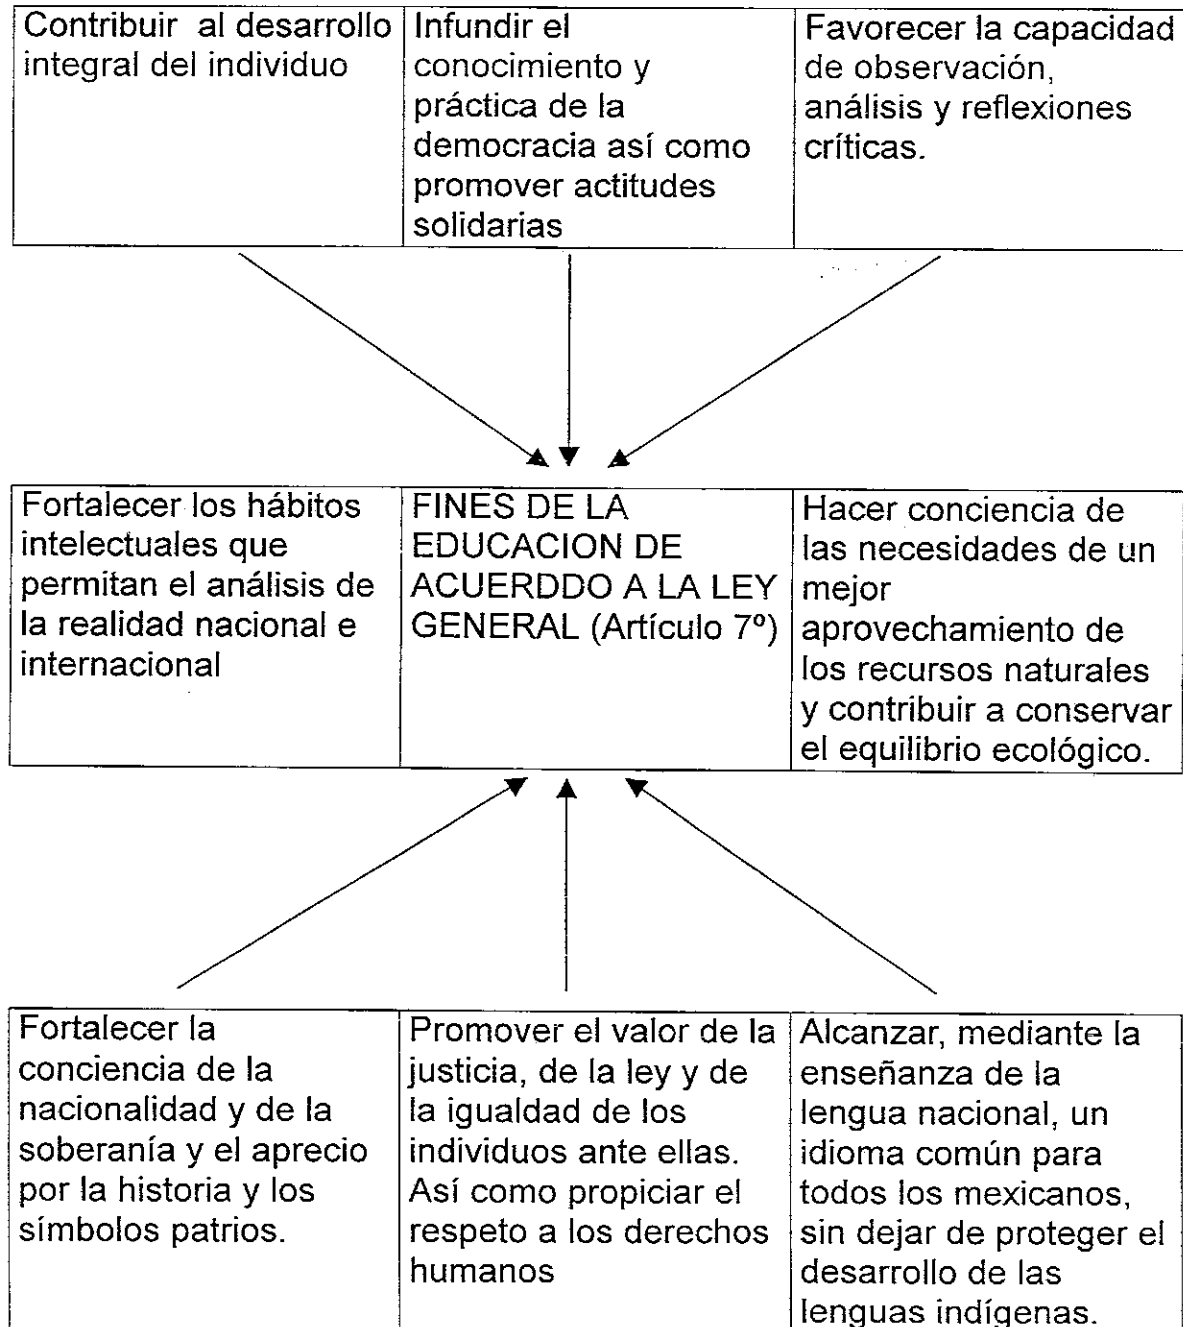 Contribuir al desarrollo
integral del individuo
Infundir el
conocimiento y
práctica de la
democracia así como
promover actitudes
solidarias
Favorecer la capacidad
de observación,
análisis y reflexiones
críticas.
Fortalecer los hábitos
intelectuales que
permitan el análisis de
la realidad nacional e
internacional
FINES DE LA
EDUCACION DE
ACUERDDO A LA LEY
GENERAL (Artículo 7º)
Hacer conciencia de
las necesidades de un
mejor
aprovechamiento de
los recursos naturales
y contribuir a conservar
el equilibrio ecológico.
Fortalecer la
conciencia de la
nacionalidad y de la
soberanía y el aprecio
por la historia y los
símbolos patrios.
Promover el valor de la
justicia, de la ley y de
la igualdad de los
individuos ante ellas.
Así como propiciar el
respeto a los derechos
humanos
Alcanzar, mediante la
enseñanza de la
lengua nacional, un
idioma común para
todos los mexicanos,
sin dejar de proteger el
desarrollo de las
lenguas indígenas.